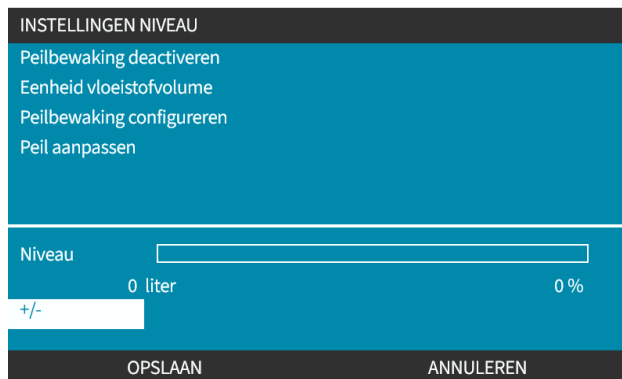 INSTELLINGEN NIVEAU
Peilbewaking deactiveren
Eenheid vloeistofvolume
Peilbewaking configureren
Peil aanpassen
Niveau
0 liter 0 %
+/-
OPSLAAN ANNULEREN